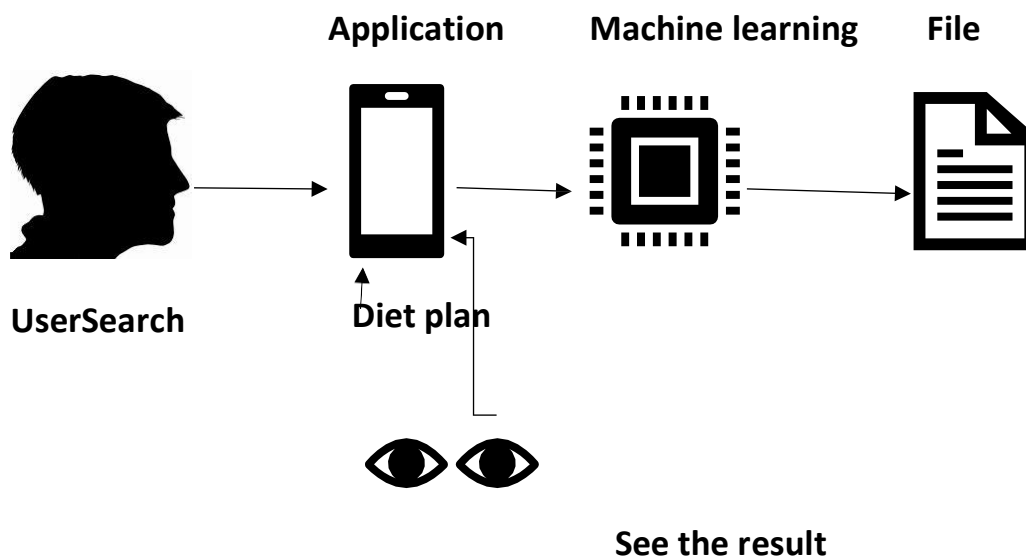 Application Machine learning File
UserSearch Diet plan
See the result